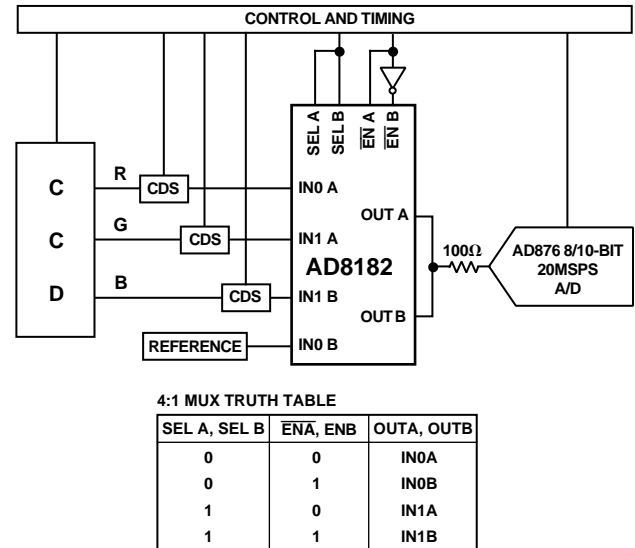 CONTROL AND TIMING
SEL A
SEL B
EN A
EN B
C
C
D
R
G
B
CDS
CDS
CDS
REFERENCE
IN0 A
IN1 A
IN1 B
IN0 B
OUT A
OUT B
AD8182
100Ω
AD876 8/10-BIT
20MSPS
A/D
4:1 MUX TRUTH TABLE
SEL A, SEL B ENA, ENB OUTA, OUTB
0 0 IN0A
0 1 IN0B
1 0 IN1A
1 1 IN1B